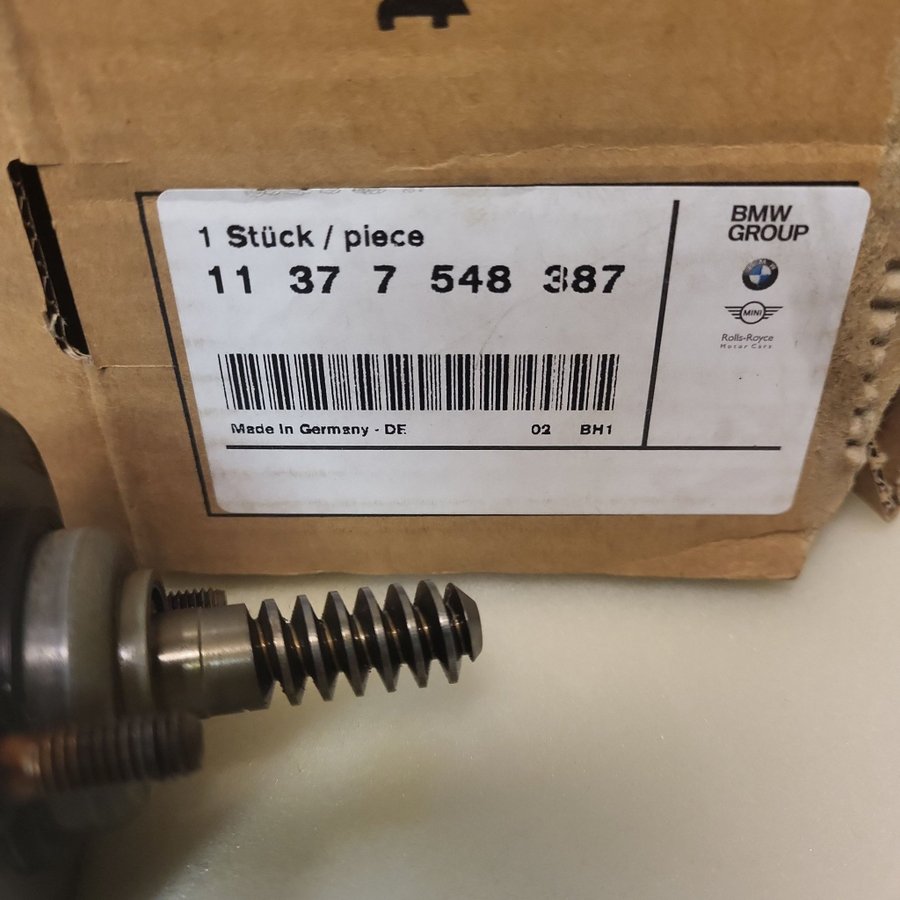 1 Stück / piece
11 37 7 548 387
Made In Germany - DE
02 BH1
BMW
GROUP
MINI
Rolls-Royce
Motor Cars